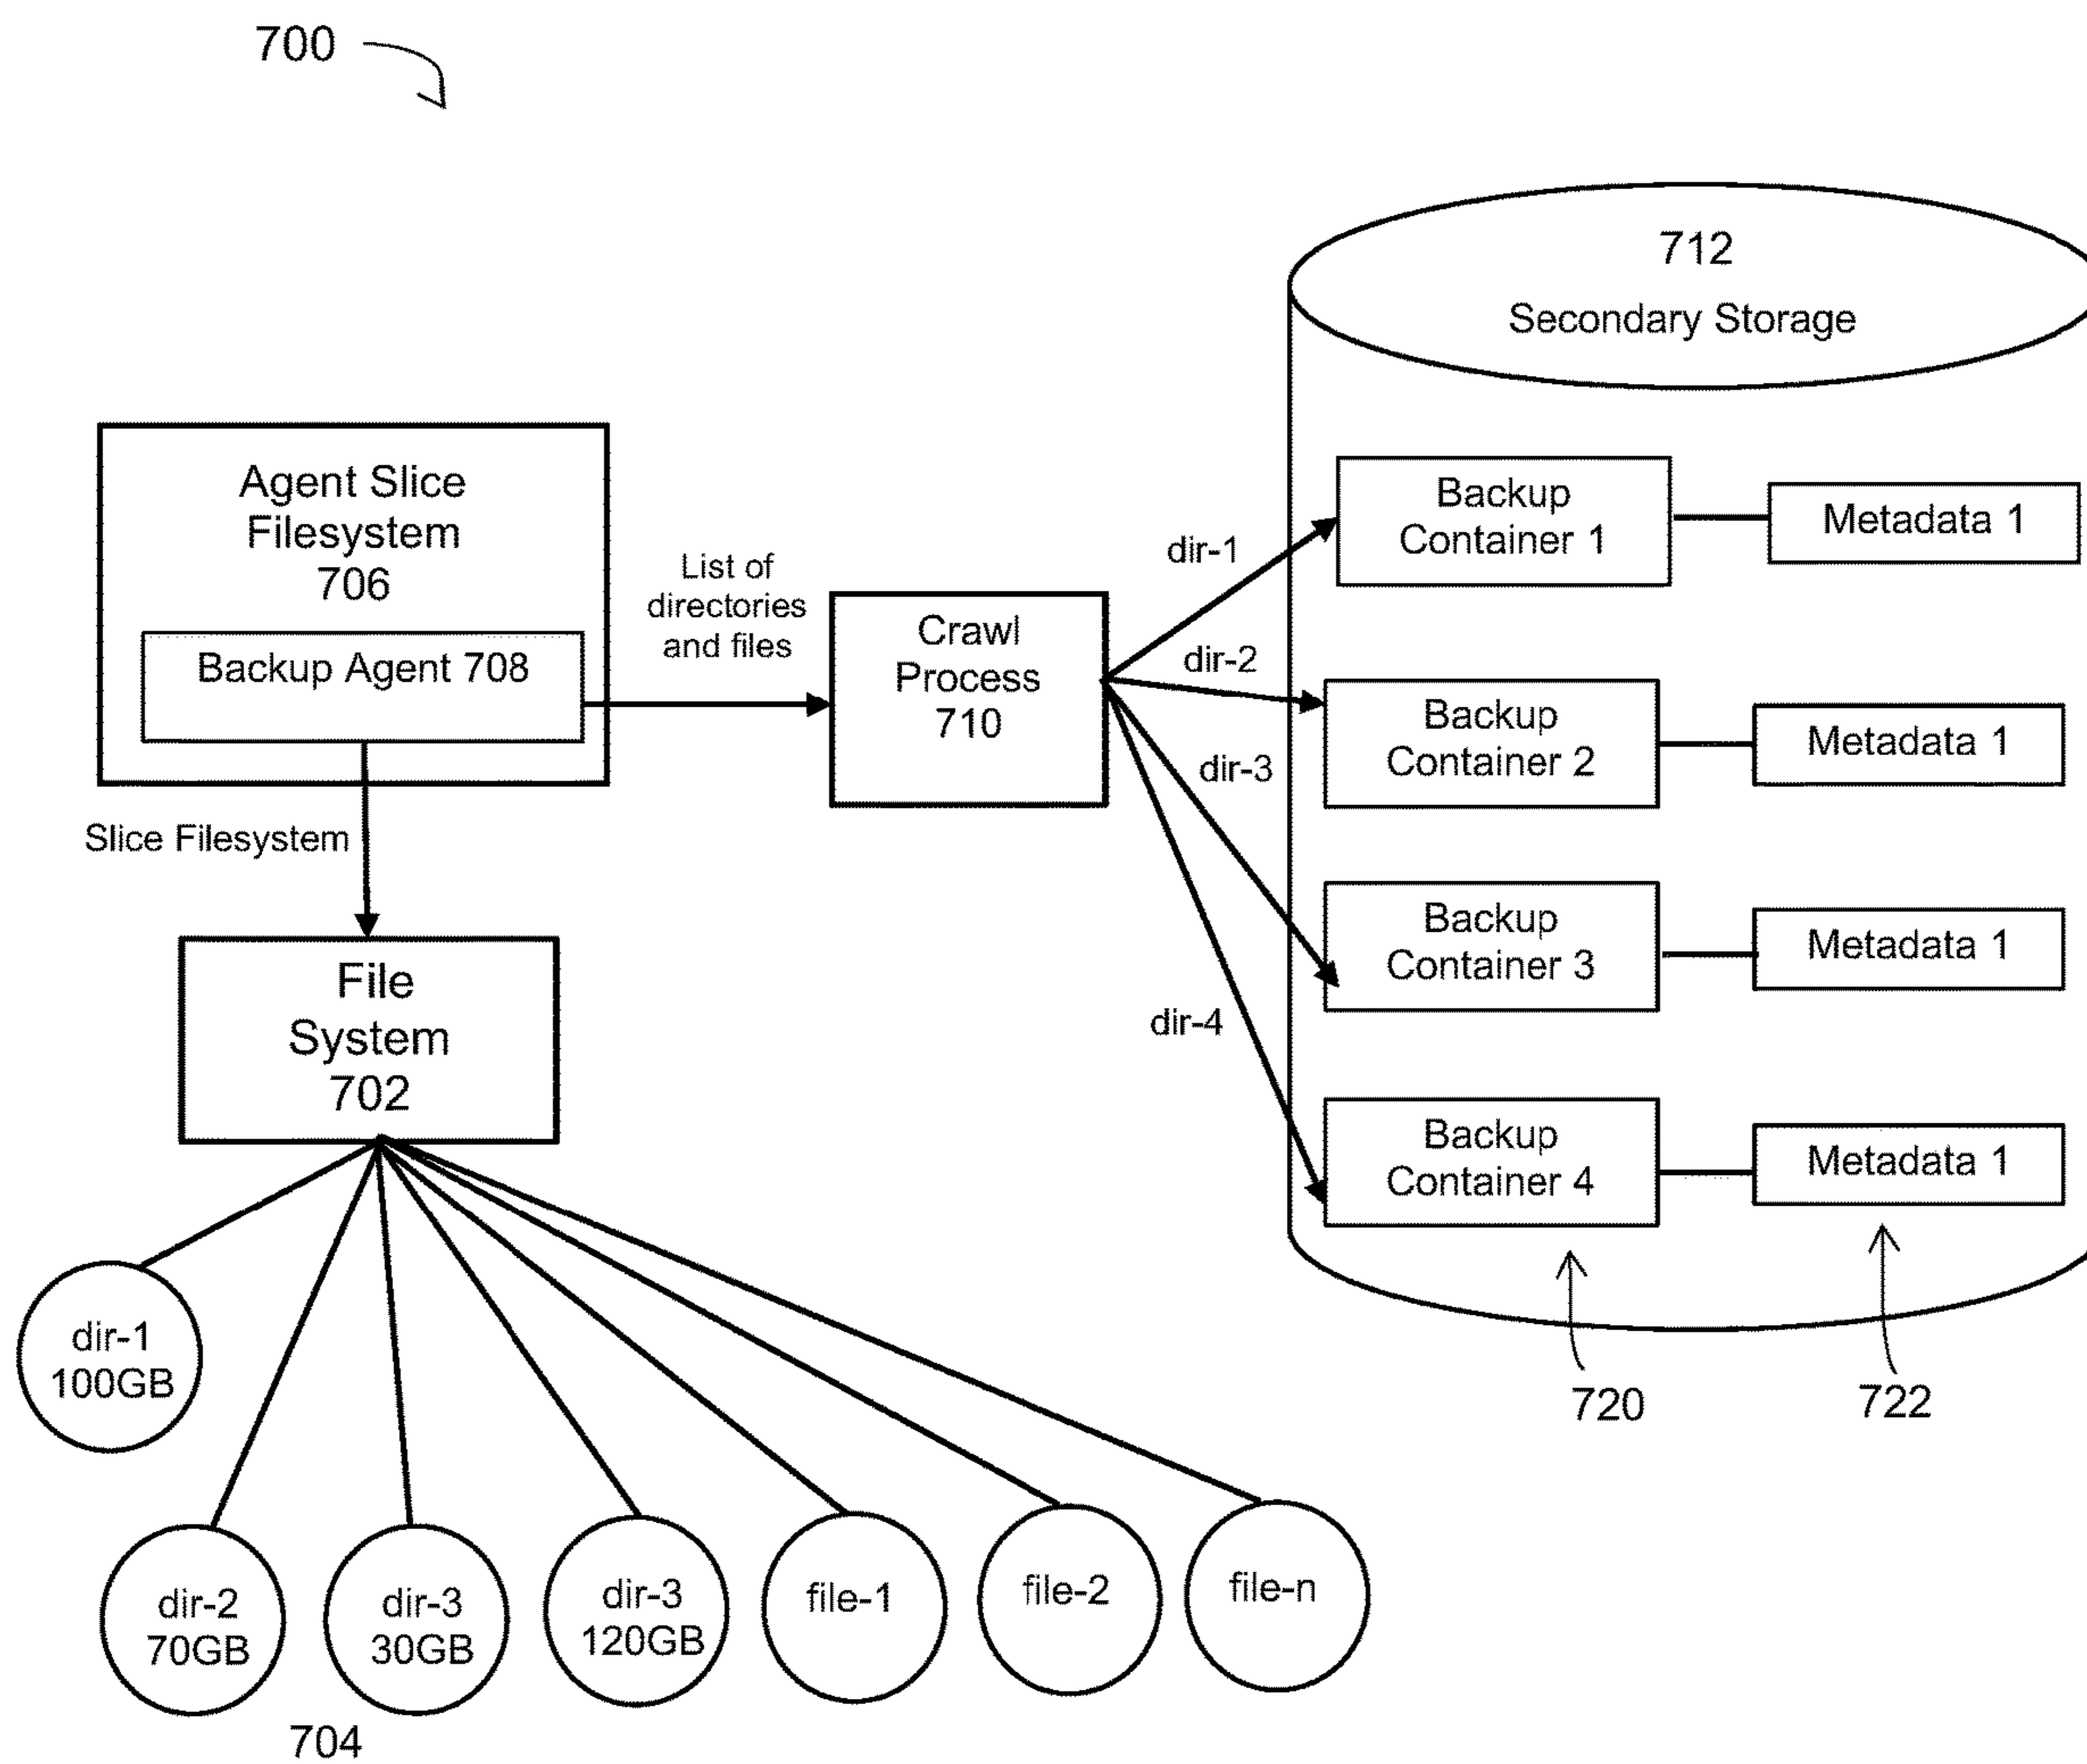 700
712
Secondary Storage
Agent Slice
Filesystem
706
Backup Agent 708
List of
directories
and files
Crawl
Process
710
dir-1
dir-2
dir-3
dir-4
Backup
Container 1
Metadata 1
Backup
Container 2
Metadata 1
Backup
Container 3
Metadata 1
Backup
Container 4
Metadata 1
720
722
Slice Filesystem
File
System
702
dir-1
100GB
dir-2
70GB
dir-3
30GB
dir-3
120GB
file-1
file-2
file-n
704